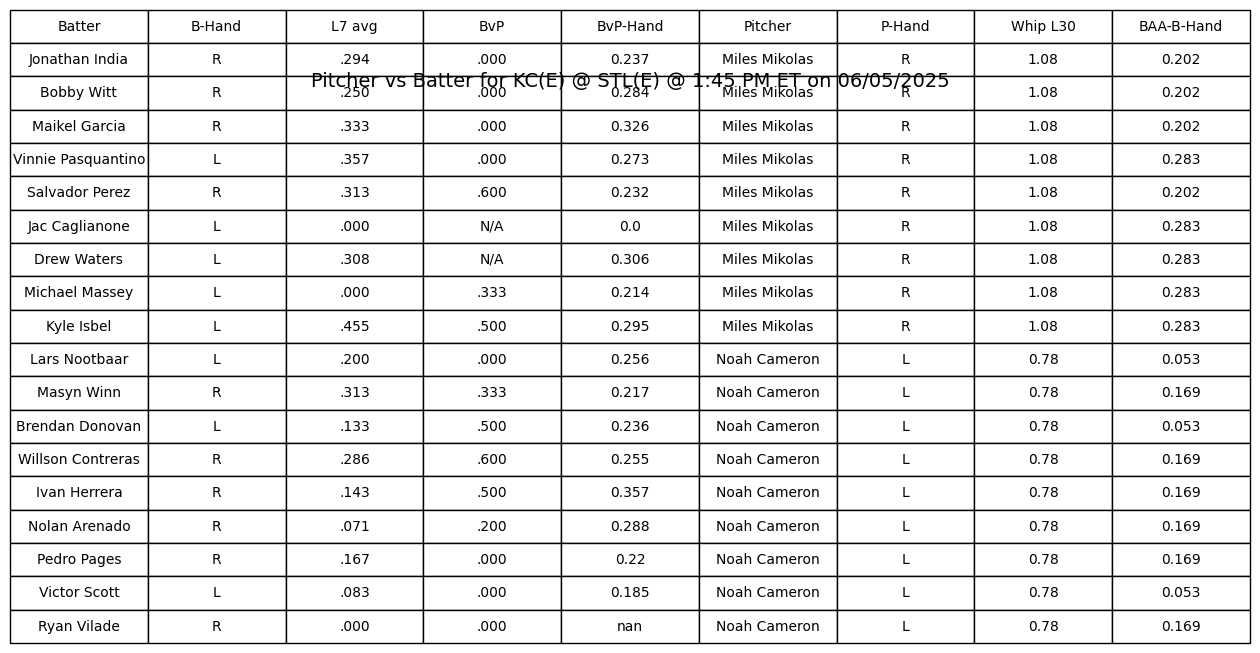 Batter B-Hand L7 avg BvP BvP-Hand Pitcher P-Hand Whip L30 BAA-B-Hand
Jonathan India R .294 .000 0.237 Miles Mikolas R 1.08 0.202
Pitcher vs Batter for KC(E) @ STL(E) @ 1:45 PM ET on 06/05/2025
Bobby Witt R .250 .000 0.284 Miles Mikolas R 1.08 0.202
Maikel Garcia R .333 .000 0.326 Miles Mikolas R 1.08 0.202
Vinnie Pasquantino L .357 .000 0.273 Miles Mikolas R 1.08 0.283
Salvador Perez R .313 .600 0.232 Miles Mikolas R 1.08 0.202
Jac Caglianone L .000 N/A 0.0 Miles Mikolas R 1.08 0.283
Drew Waters L .308 N/A 0.306 Miles Mikolas R 1.08 0.283
Michael Massey L .000 .333 0.214 Miles Mikolas R 1.08 0.283
Kyle Isbel L .455 .500 0.295 Miles Mikolas R 1.08 0.283
Lars Nootbaar L .200 .000 0.256 Noah Cameron L 0.78 0.053
Masyn Winn R .313 .333 0.217 Noah Cameron L 0.78 0.169
Brendan Donovan L .133 .500 0.236 Noah Cameron L 0.78 0.053
Willson Contreras R .286 .600 0.255 Noah Cameron L 0.78 0.169
Ivan Herrera R .143 .500 0.357 Noah Cameron L 0.78 0.169
Nolan Arenado R .071 .200 0.288 Noah Cameron L 0.78 0.169
Pedro Pages R .167 .000 0.22 Noah Cameron L 0.78 0.169
Victor Scott L .083 .000 0.185 Noah Cameron L 0.78 0.053
Ryan Vilade R .000 .000 nan Noah Cameron L 0.78 0.169